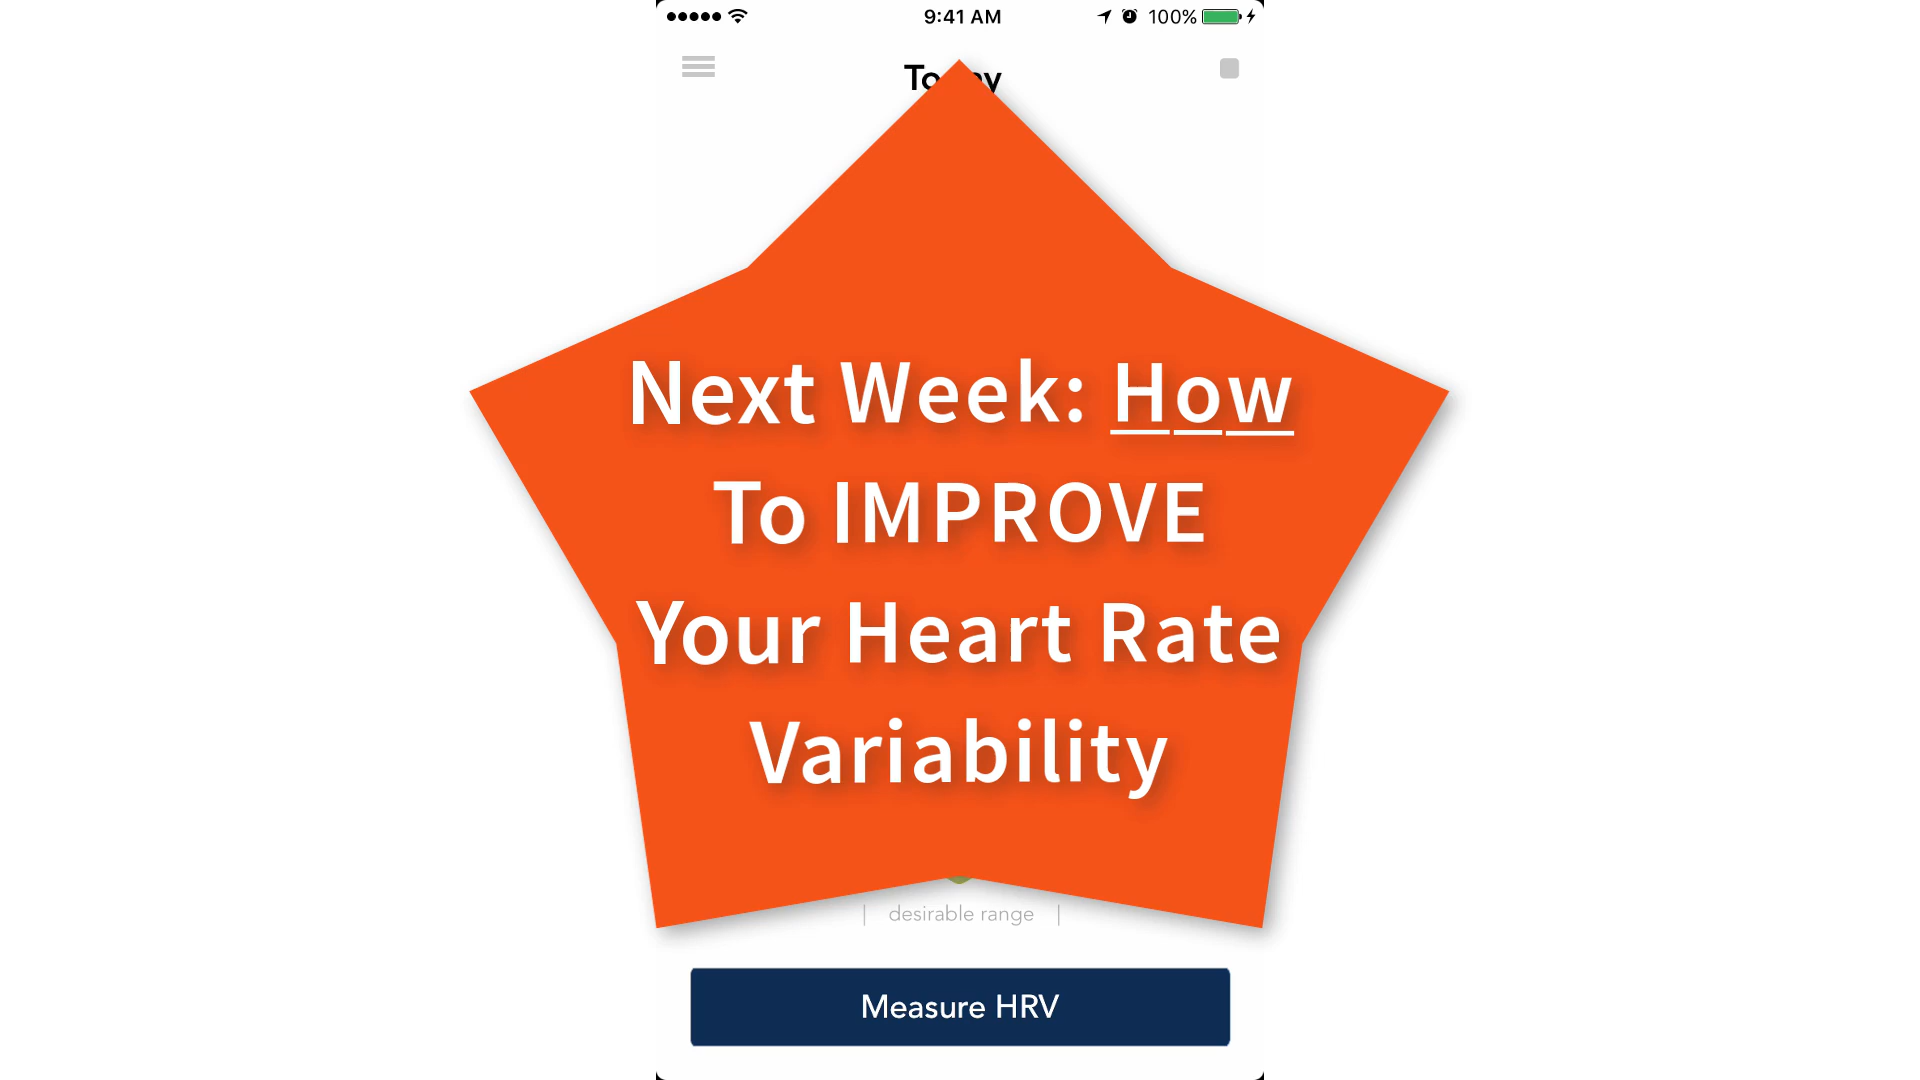 9:41 AM
100%
Next Week: How
To IMPROVE
Your Heart Rate
Variability
desirable range
Measure HRV